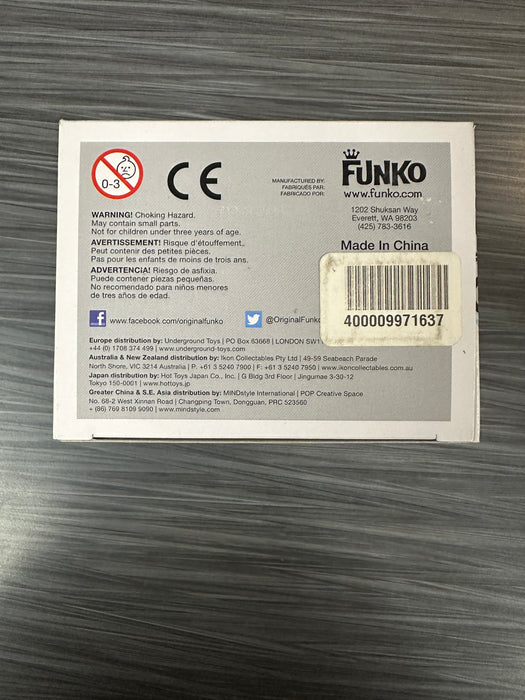 0-3
CE
MANUFACTURED BY:
FABRIQUÉS PAR:
FABRICADO POR:
FUNKO
www.funko.com
1202 Shuksan Way
Everett, WA 98203
(425) 783-3616
Made In China
WARNING! Choking Hazard.
May contain small parts.
Not for children under three years of age.
AVERTISSEMENT! Risque d'étouffement.
Peut contenir des petites pièces.
Pas pour les enfants de moins de trois ans.
ADVERTENCIA! Riesgo de asfixia.
Puede contener piezas pequeñas.
No recomendado para niños menores
de tres años de edad.
400009971637
www.facebook.com/originalfunko
@OriginalFunko
Europe distribution by: Underground Toys | PO Box 63668 | LONDON SW1
+44 (0) 1708 374 499 | www.underground-toys.com
Australia & New Zealand distribution by: Ikon Collectables Pty Ltd | 49-59 Seabeach Parade
North Shore, VIC 3214 Australia | P: +61 3 5240 7900 | F: +61 3 5240 7950 | www.ikoncollectables.com.au
Japan distribution by: Hot Toys Japan Co., Inc. | G Bldg 3rd Floor | Jingumae 3-30-12
Tokyo 150-0001 | www.hottoys.jp
Greater China & S.E. Asia distribution by: MINDstyle International | POP Creative Space
No. 68-2 West Xinnan Road | Changping Town, Dongguan, PRC 523560
+ (86) 769 8109 9090 | www.mindstyle.com